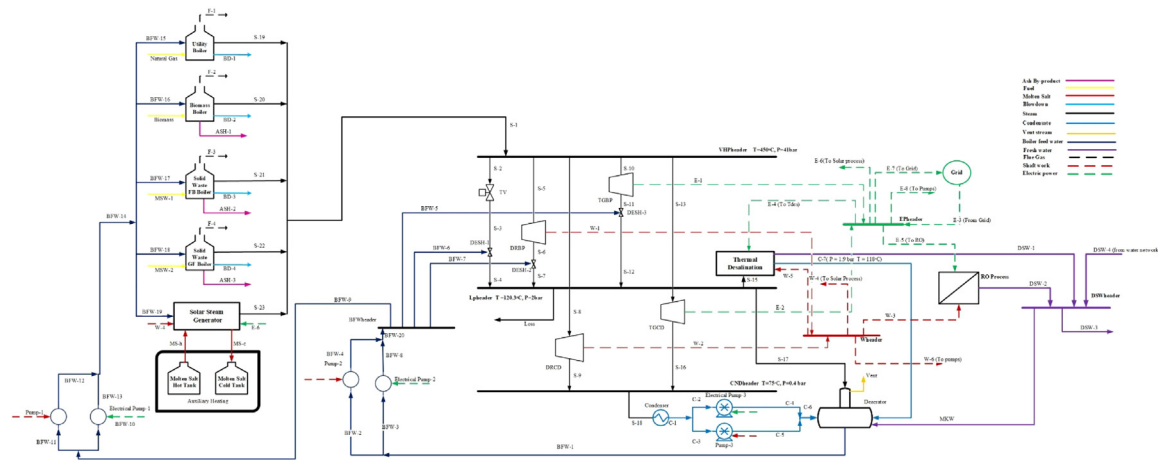 F-1
BFW-15
Utility
Boiler
S-19
Natural Gas
BD-1
F-2
BFW-16
Biomass
Boiler
S-20
Biomass
BD-2
ASH-1
F-3
BFW-17
Solid
Waste
FB Boiler
S-21
MSW-1
BD-3
ASH-2
BFW-14
F-4
BFW-18
Solid
Waste
GF Boiler
S-22
MSW-2
BD-4
ASH-3
BFW-19
Solar Steam
Generator
S-23
W-4
E-6
MS-h
MS-c
Molten Salt
Hot Tank
Molten Salt
Cold Tank
Auxiliary Heating
BFW-12
BFW-13
Pump-1
Electrical Pump 1
BFW-10
BFW-11
BFW-9
BFWheader
BFW-20
BFW-4
BFW-8
Pump-2
Electrical Pump-2
BFW-2
BFW-3
BFW-1
BFW-5
BFW-6
BFW-7
S-1
VHPheader T=450°C, P=41bar
S-2
TV
S-3
DESH-1
S-4
S-5
DRBP
S-6
DESH-2
S-7
S-10
TGBP
S-11
DESH-3
S-12
S-13
E-1
W-1
Lpheader T=120.3°C, P=2bar
Loss
S-8
DRCD
S-9
TGCD
E-2
W-2
S-16
S-15
S-17
CNDheader T=75°C, P=0.4 bar
S-18
Condenser
C-1
C-2
Electrical Pump-3
C-4
C-6
C-3
Pump-3
C-5
Vent
Deaerator
MKW
Thermal
Desalination
C-7( P = 1.9 bar T = 118°C)
W-5
W-4 (To Solar Process)
Wheader
W-3
W-6 (To pumps)
E-6(To Solar process)
E-7 (To Grid)
Grid
E-8 (To Pumps)
E-4 (To Tdes)
EPheader
E-3 (From Grid)
E-5 (To RO)
RO Process
DSW-1
DSW-4 (from water network)
DSW-2
DSWheader
DSW-3
Ash By-product
Fuel
Molten Salt
Blowdown
Steam
Condensate
Vent stream
Boiler feed water
Fresh water
Flue Gas
Shaft work
Electric power